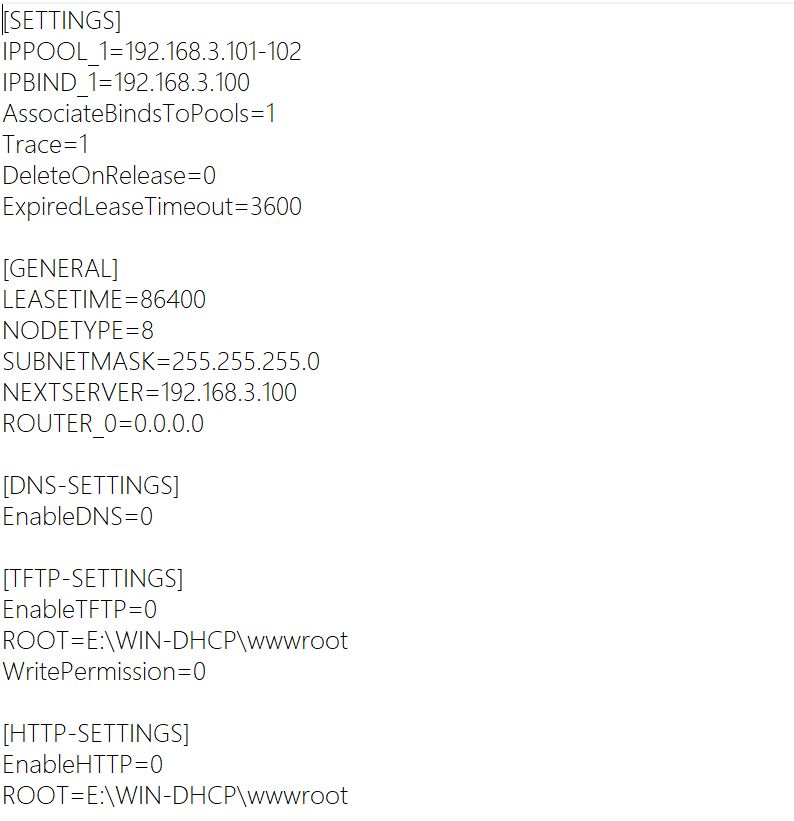 [SETTINGS]
IPPOOL_1=192.168.3.101-102
IPBIND_1=192.168.3.100
AssociateBindsToPools=1
Trace=1
DeleteOnRelease=0
ExpiredLeaseTimeout=3600
[GENERAL]
LEASETIME=86400
NODETYPE=8
SUBNETMASK=255.255.255.0
NEXTSERVER=192.168.3.100
ROUTER_0=0.0.0.0
[DNS-SETTINGS]
EnableDNS=0
[TFTP-SETTINGS]
EnableTFTP=0
ROOT=E:\WIN-DHCP\wwwroot
WritePermission=0
[HTTP-SETTINGS]
EnableHTTP=0
ROOT=E:\WIN-DHCP\wwwroot